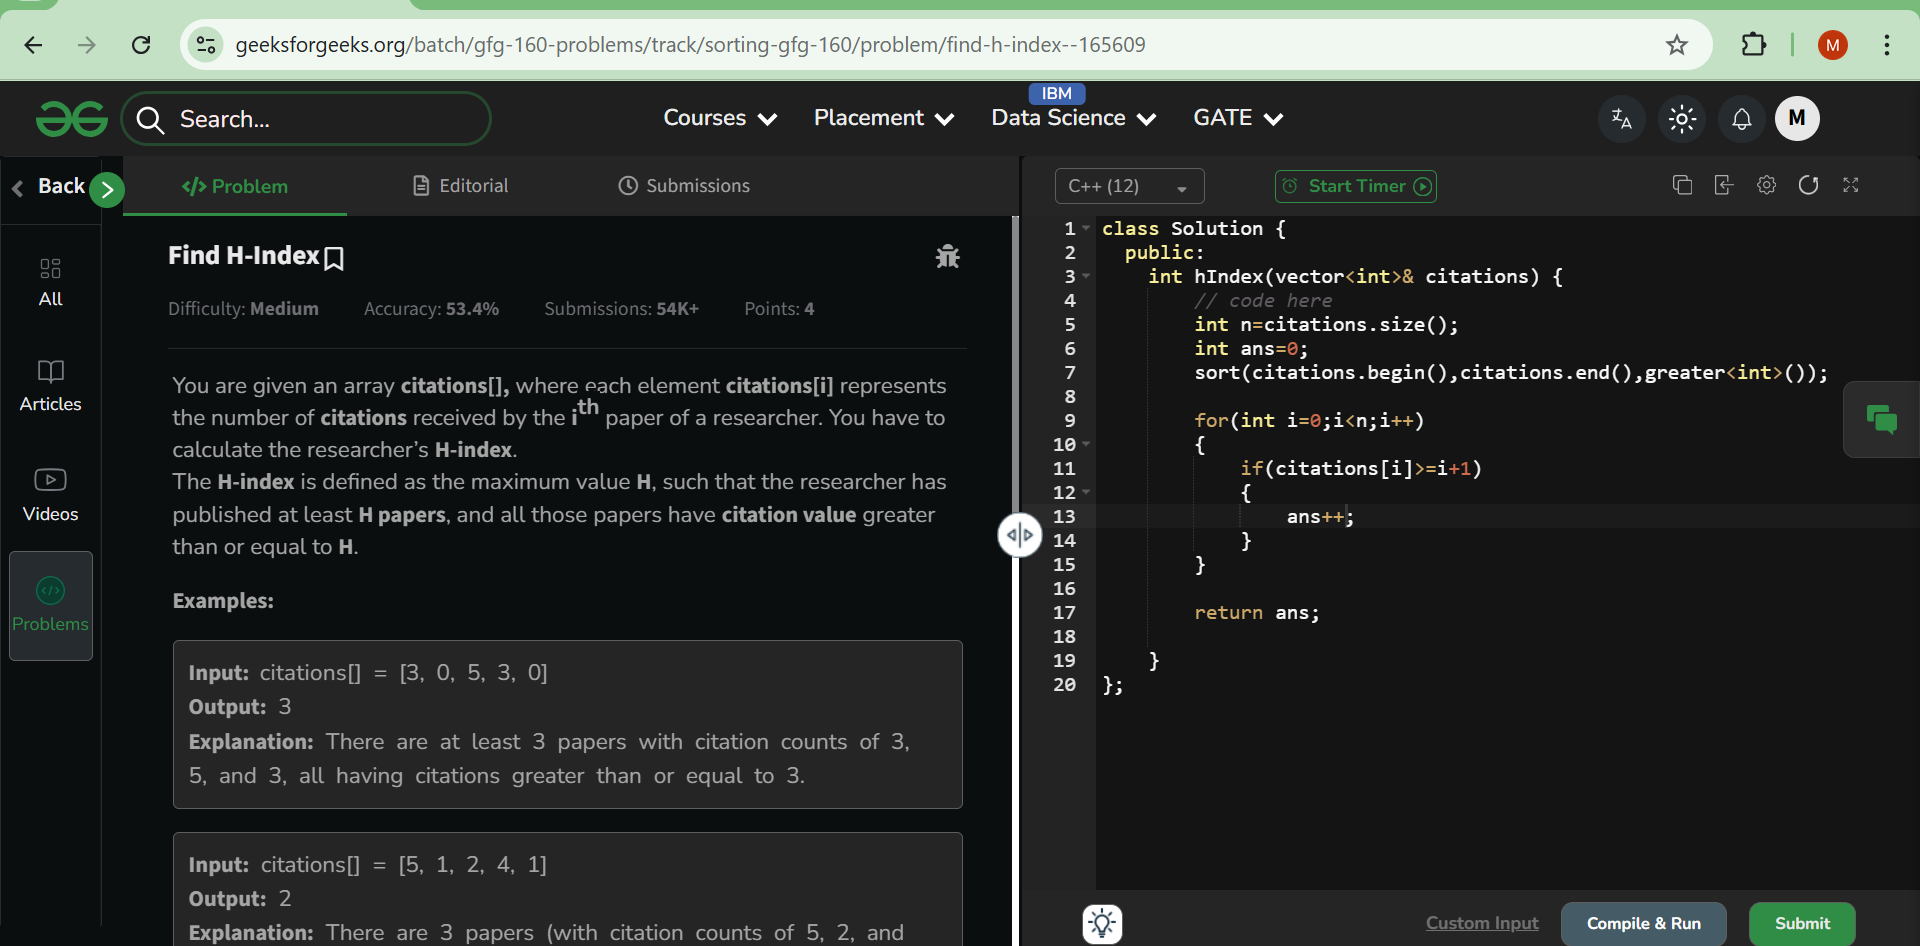 geeksforgeeks.org/batch/gfg-160-problems/track/sorting-gfg-160/problem/find-h-index--165609
M
Search...
Courses
Placement
IBM
Data Science
GATE
M
Back
Problem
Editorial
Submissions
All
Articles
Videos
Problems
Find H-Index
Difficulty: Medium Accuracy: 53.4% Submissions: 54K+ Points: 4
You are given an array citations[], where each element citations[i] represents
the number of citations received by the ith paper of a researcher. You have to
calculate the researcher’s H-index.
The H-index is defined as the maximum value H, such that the researcher has
published at least H papers, and all those papers have citation value greater
than or equal to H.
Examples:
Input: citations[] = [3, 0, 5, 3, 0]
Output: 3
Explanation: There are at least 3 papers with citation counts of 3,
5, and 3, all having citations greater than or equal to 3.
Input: citations[] = [5, 1, 2, 4, 1]
Output: 2
Explanation: There are 3 papers (with citation counts of 5, 2, and
C++ (12)
Start Timer
1 class Solution {
2   public:
3     int hIndex(vector<int>& citations) {
4         // code here
5         int n=citations.size();
6         int ans=0;
7         sort(citations.begin(),citations.end(),greater<int>());
8
9         for(int i=0;i<n;i++)
10         {
11             if(citations[i]>=i+1)
12             {
13                 ans++;
14             }
15         }
16
17         return ans;
18
19     }
20 };
Custom Input
Compile & Run
Submit